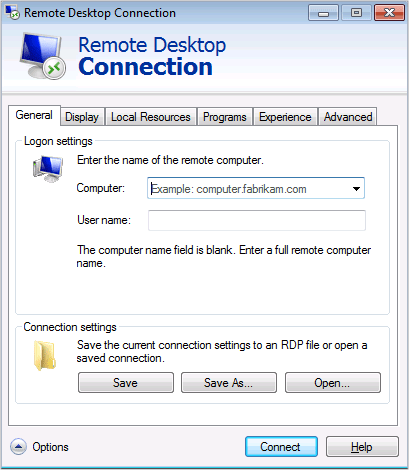 Remote Desktop Connection
Remote Desktop
Connection
General Display Local Resources Programs Experience Advanced
Logon settings
Enter the name of the remote computer.
Computer: Example: computer.fabrikam.com
User name:
The computer name field is blank. Enter a full remote computer
name.
Connection settings
Save the current connection settings to an RDP file or open a
saved connection.
Save Save As... Open...
Options Connect Help